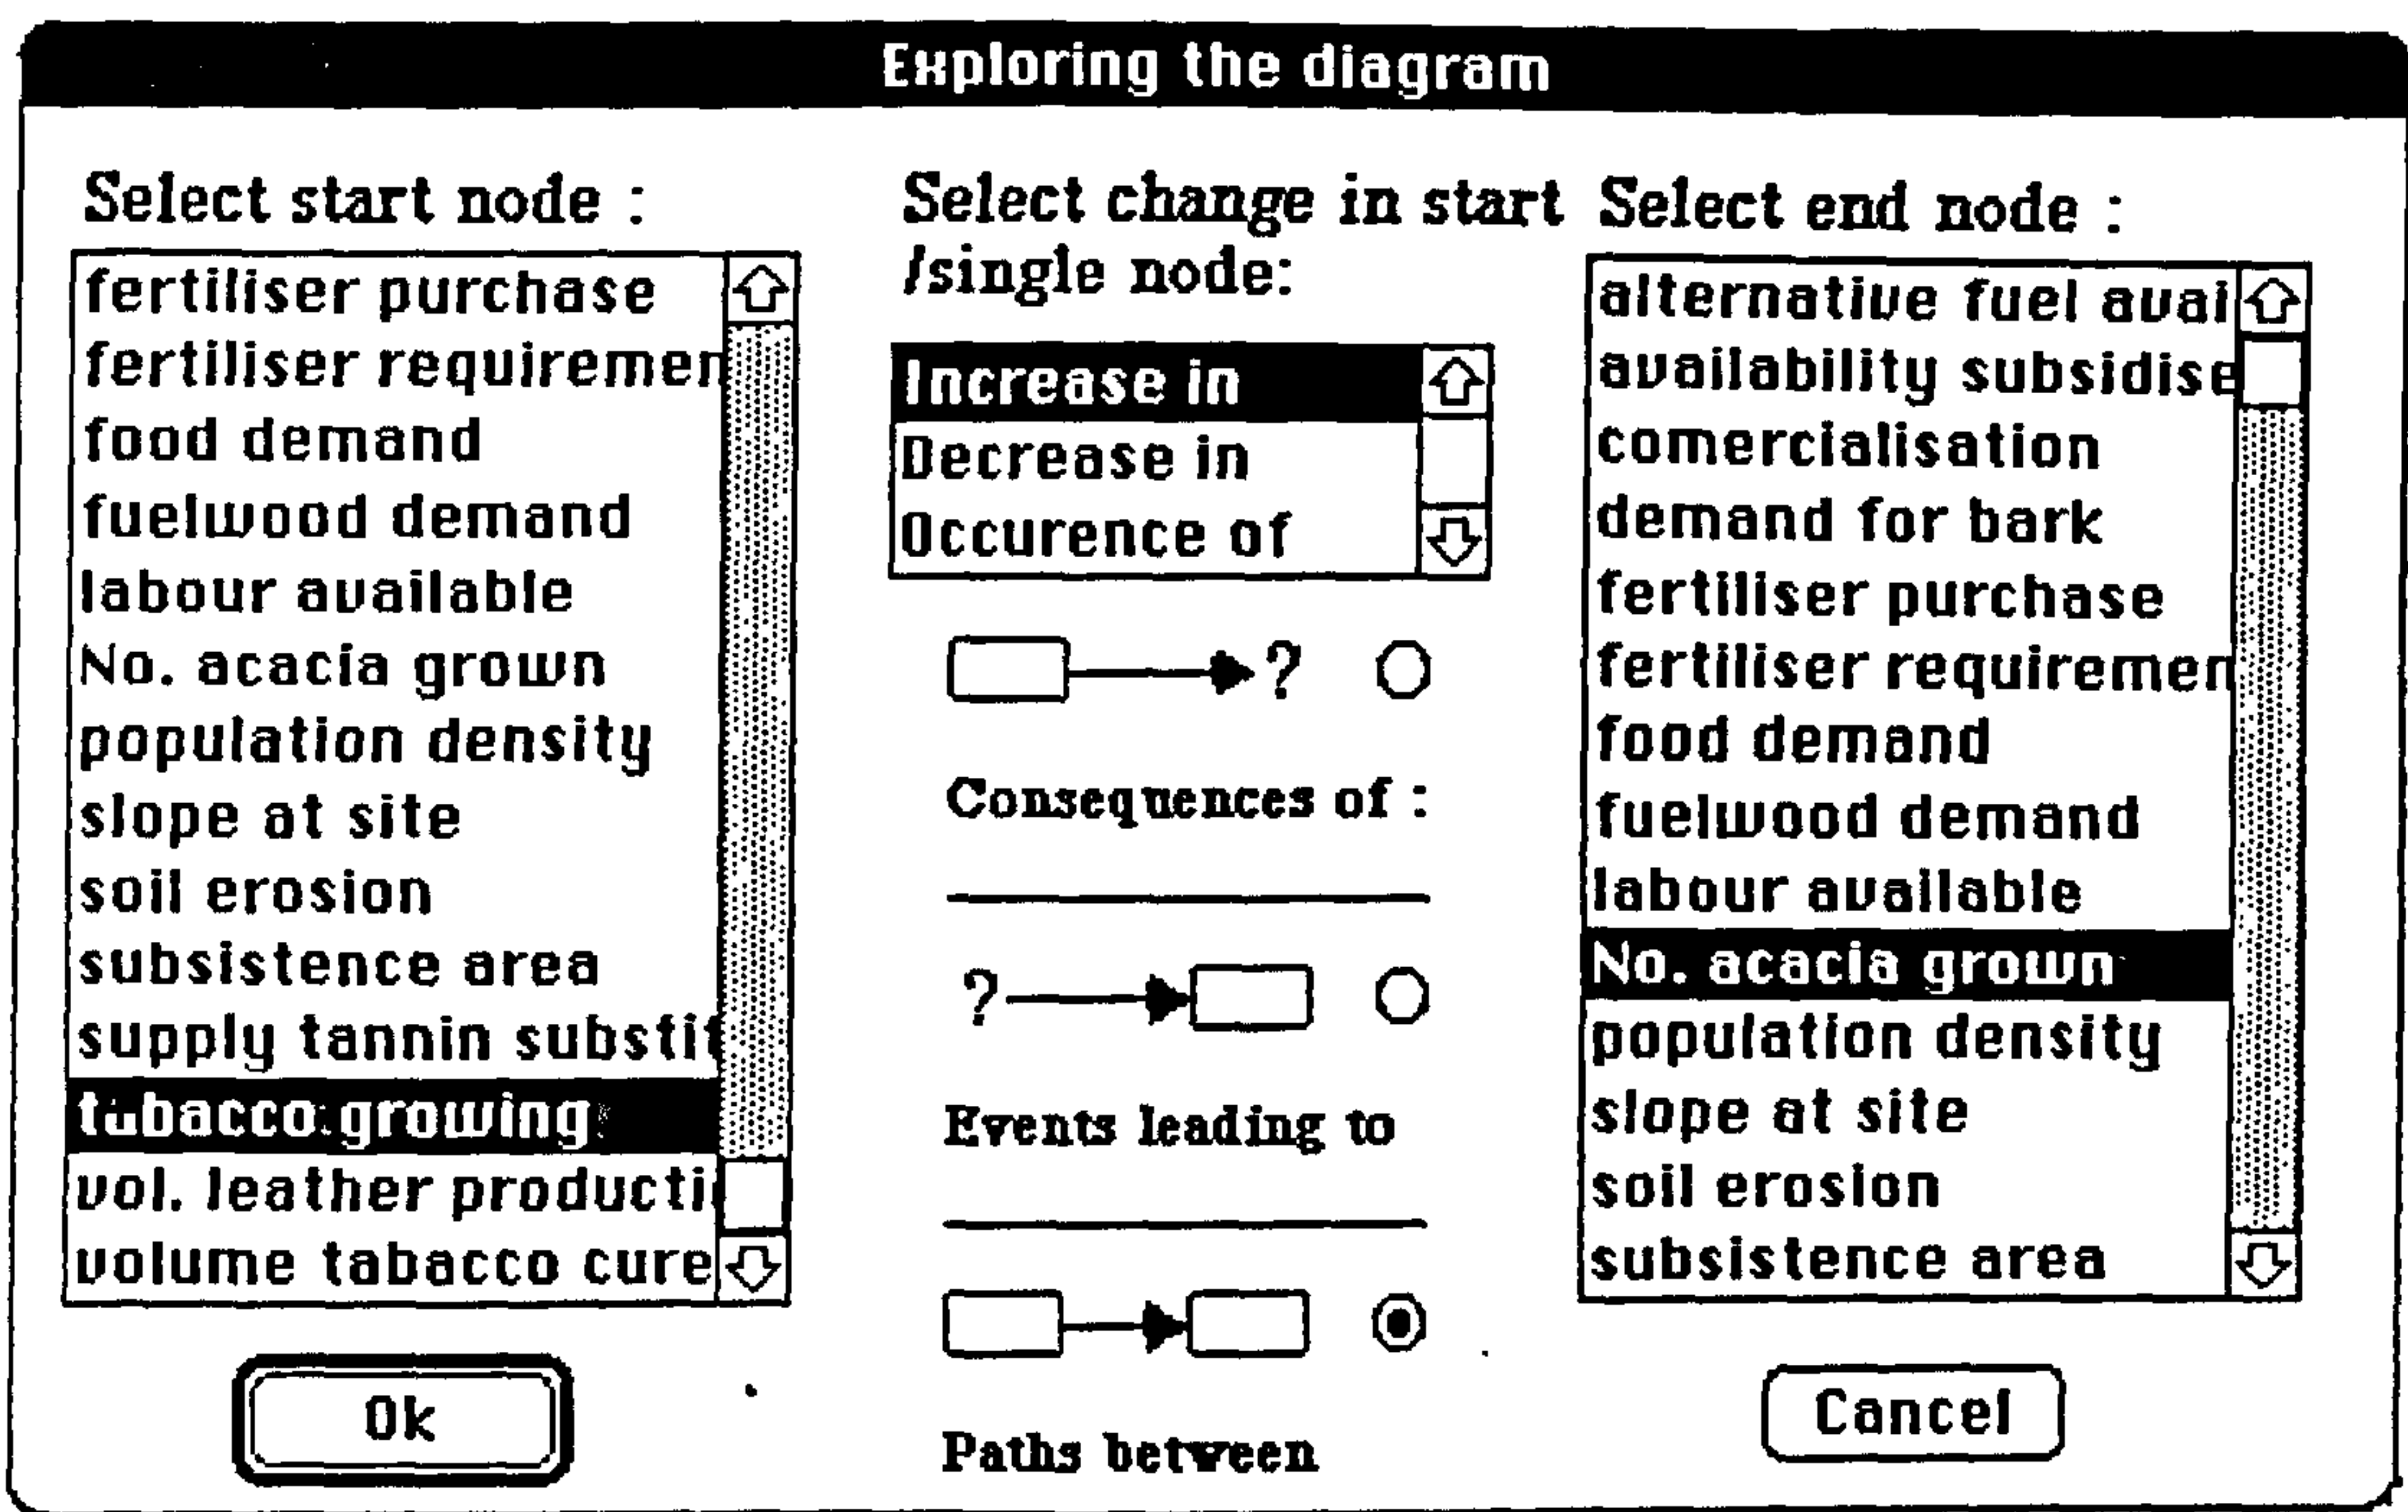 Exploring the diagram
Select start node :
fertiliser purchase
fertiliser requiremen
food demand
fuelwood demand
labour available
No. acacia grown
population density
slope at site
soil erosion
subsistence area
supply tannin substit
tabacco growing
vol. leather producti
volume tabacco cure
Ok
Select change in start
/single node:
Increase in
Decrease in
Occurence of
?
Consequences of :
?
Events leading to
Paths between
Select end node :
alternative fuel avai
availability subsidise
comercialisation
demand for bark
fertiliser purchase
fertiliser requiremen
food demand
fuelwood demand
labour available
No. acacia grown
population density
slope at site
soil erosion
subsistence area
Cancel